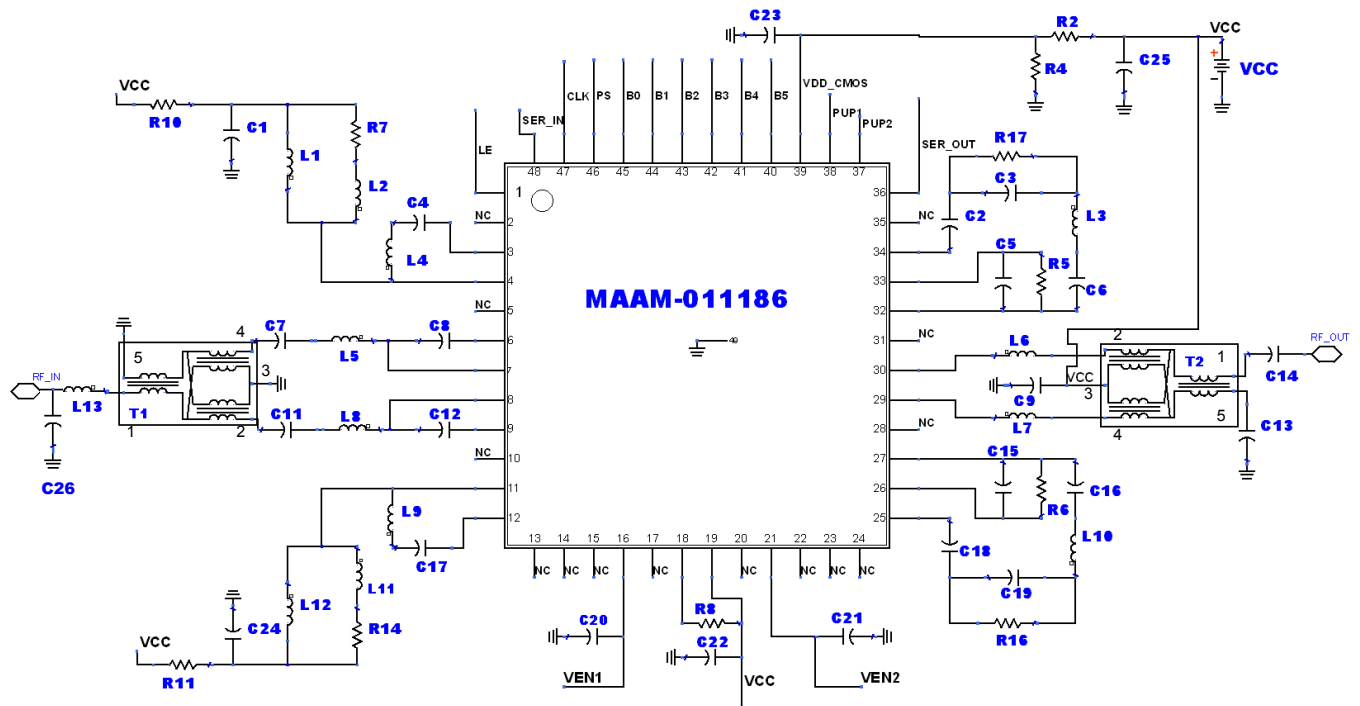 C23
R2
VCC
VCC
R4
C25
VCC
R10
C1
R7
L1
L2
LE
SER_IN
CLK
PS
B0
B1
B2
B3
B4
B5
VDD_CMOS
PUP1
PUP2
SER_OUT
48 47 46 45 44 43 42 41 40 39 38 37
R17
C3
C2
L3
C4
L4
NC
NC
1
2
3
4
5
6
7
8
9
10
11
12
MAAM-011186
49
36
35
34
33
32
31
30
29
28
27
26
25
NC
C5
R5
C6
NC
L6
2
1
T2
RF_OUT
C14
C9
VCC
3
L7
4
5
C13
NC
RF_IN
L13
C26
5
4
3
T1
1
2
C7
L5
C8
C11
L8
C12
NC
L9
C17
L12
L11
C24
R14
VCC
R11
C15
R6
C16
C18
L10
C19
R16
13 14 15 16 17 18 19 20 21 22 23 24
NC
NC
NC
NC
NC
NC
NC
NC
C20
R8
C22
C21
VEN1
VCC
VEN2